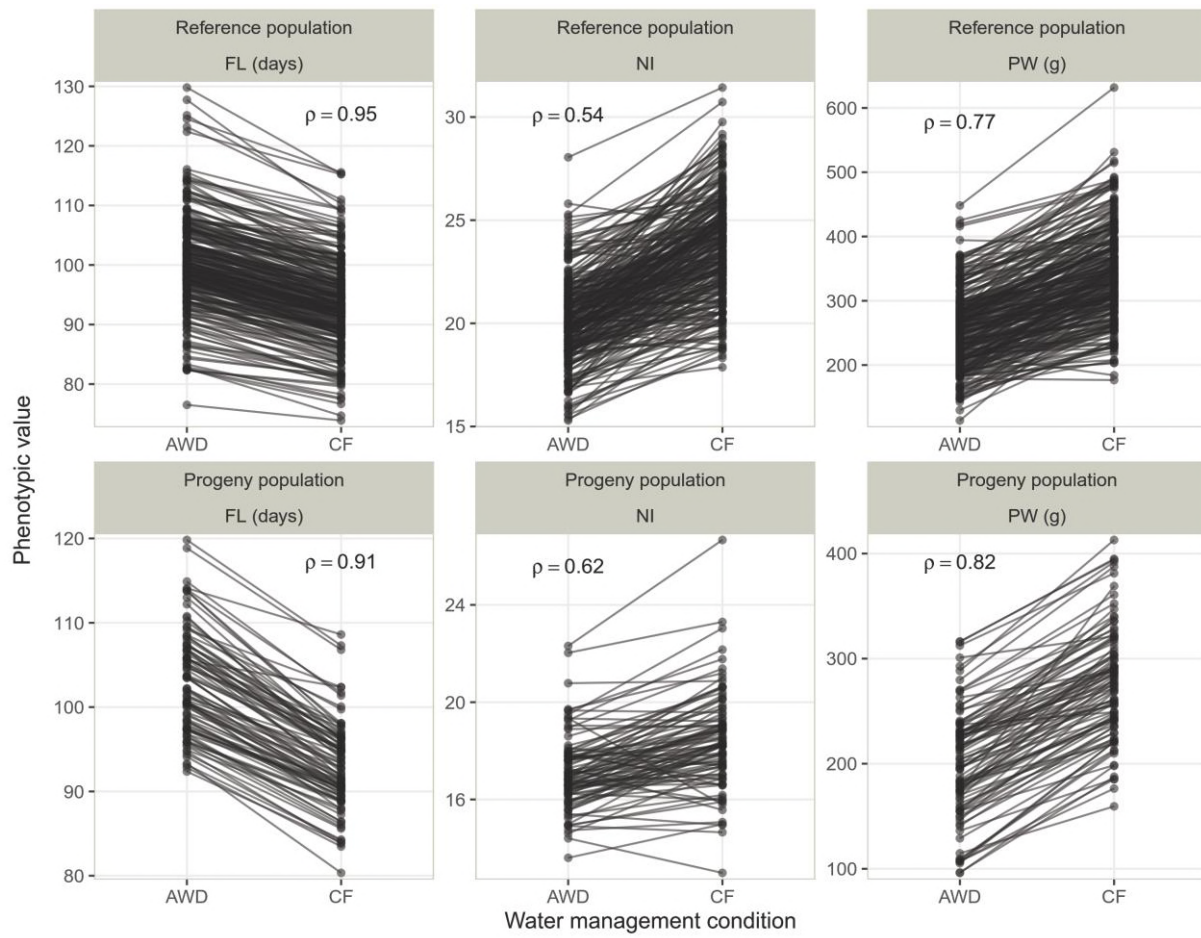 Reference population
FL (days)
Reference population
NI
Reference population
PW (g)
130
120
110
100
90
80
ρ = 0.95
AWD
CF
30
25
20
15
ρ = 0.54
AWD
CF
600
500
400
300
200
ρ = 0.77
AWD
CF
Phenotypic value
Progeny population
FL (days)
Progeny population
NI
Progeny population
PW (g)
120
110
100
90
80
ρ = 0.91
AWD
CF
24
20
16
ρ = 0.62
AWD
CF
400
300
200
100
ρ = 0.82
AWD
CF
Water management condition